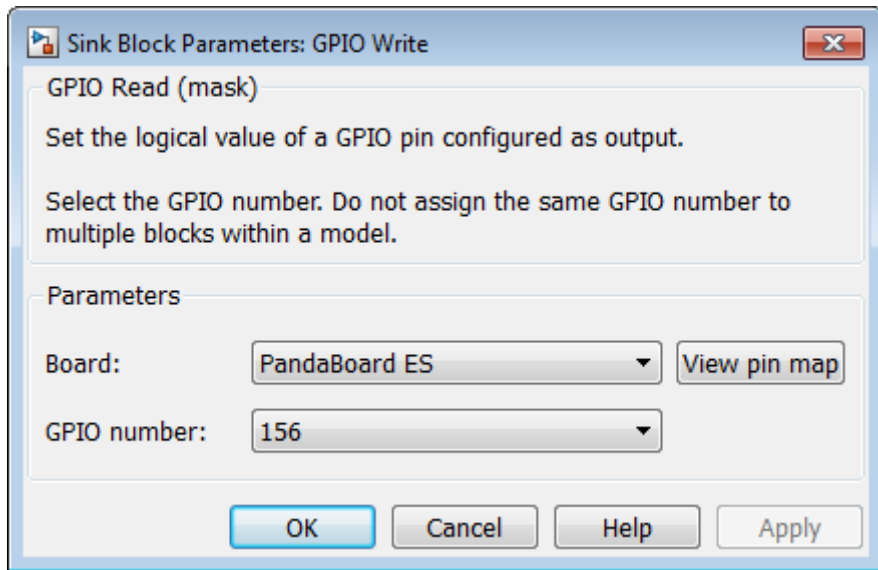 Sink Block Parameters: GPIO Write
GPIO Read (mask)
Set the logical value of a GPIO pin configured as output.
Select the GPIO number. Do not assign the same GPIO number to
multiple blocks within a model.
Parameters
Board: PandaBoard ES View pin map
GPIO number: 156
OK Cancel Help Apply